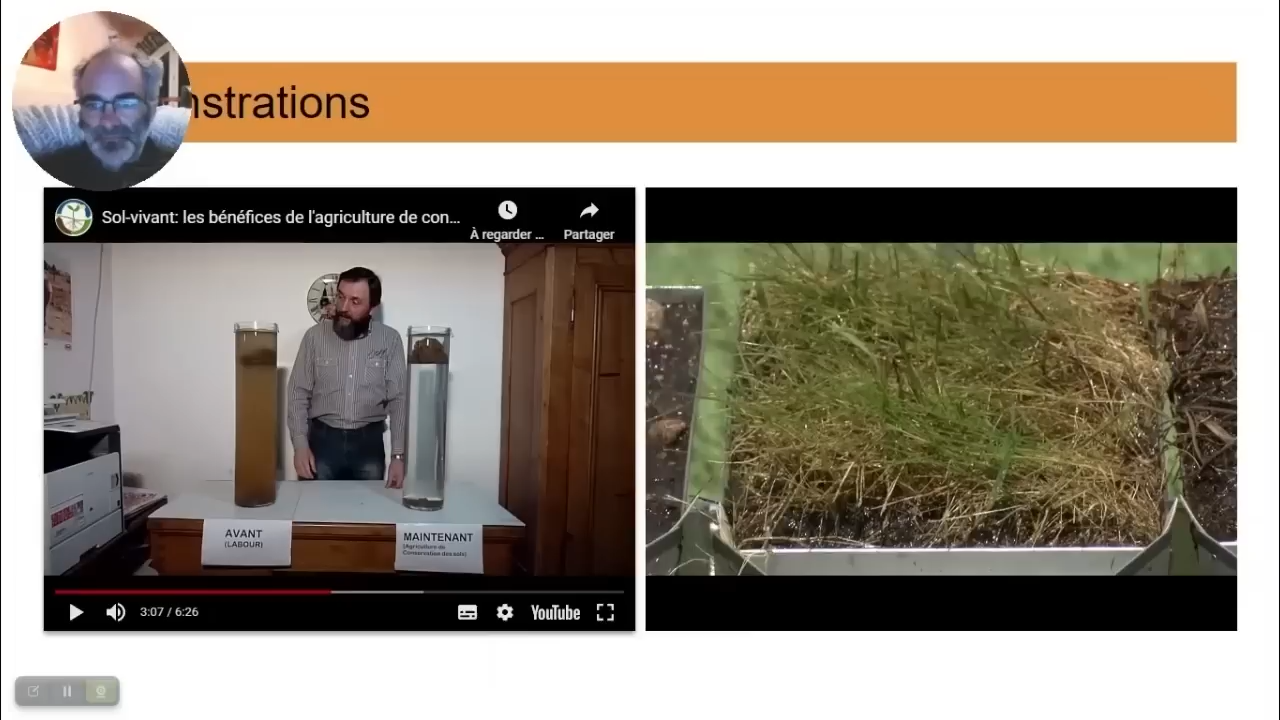 nstrations
Sol-vivant: les bénéfices de l'agriculture de con...
À regarder ...
Partager
AVANT
(LABOUR)
MAINTENANT
(Agriculture de
Conservation des sols)
3:07 / 6:26
YouTube